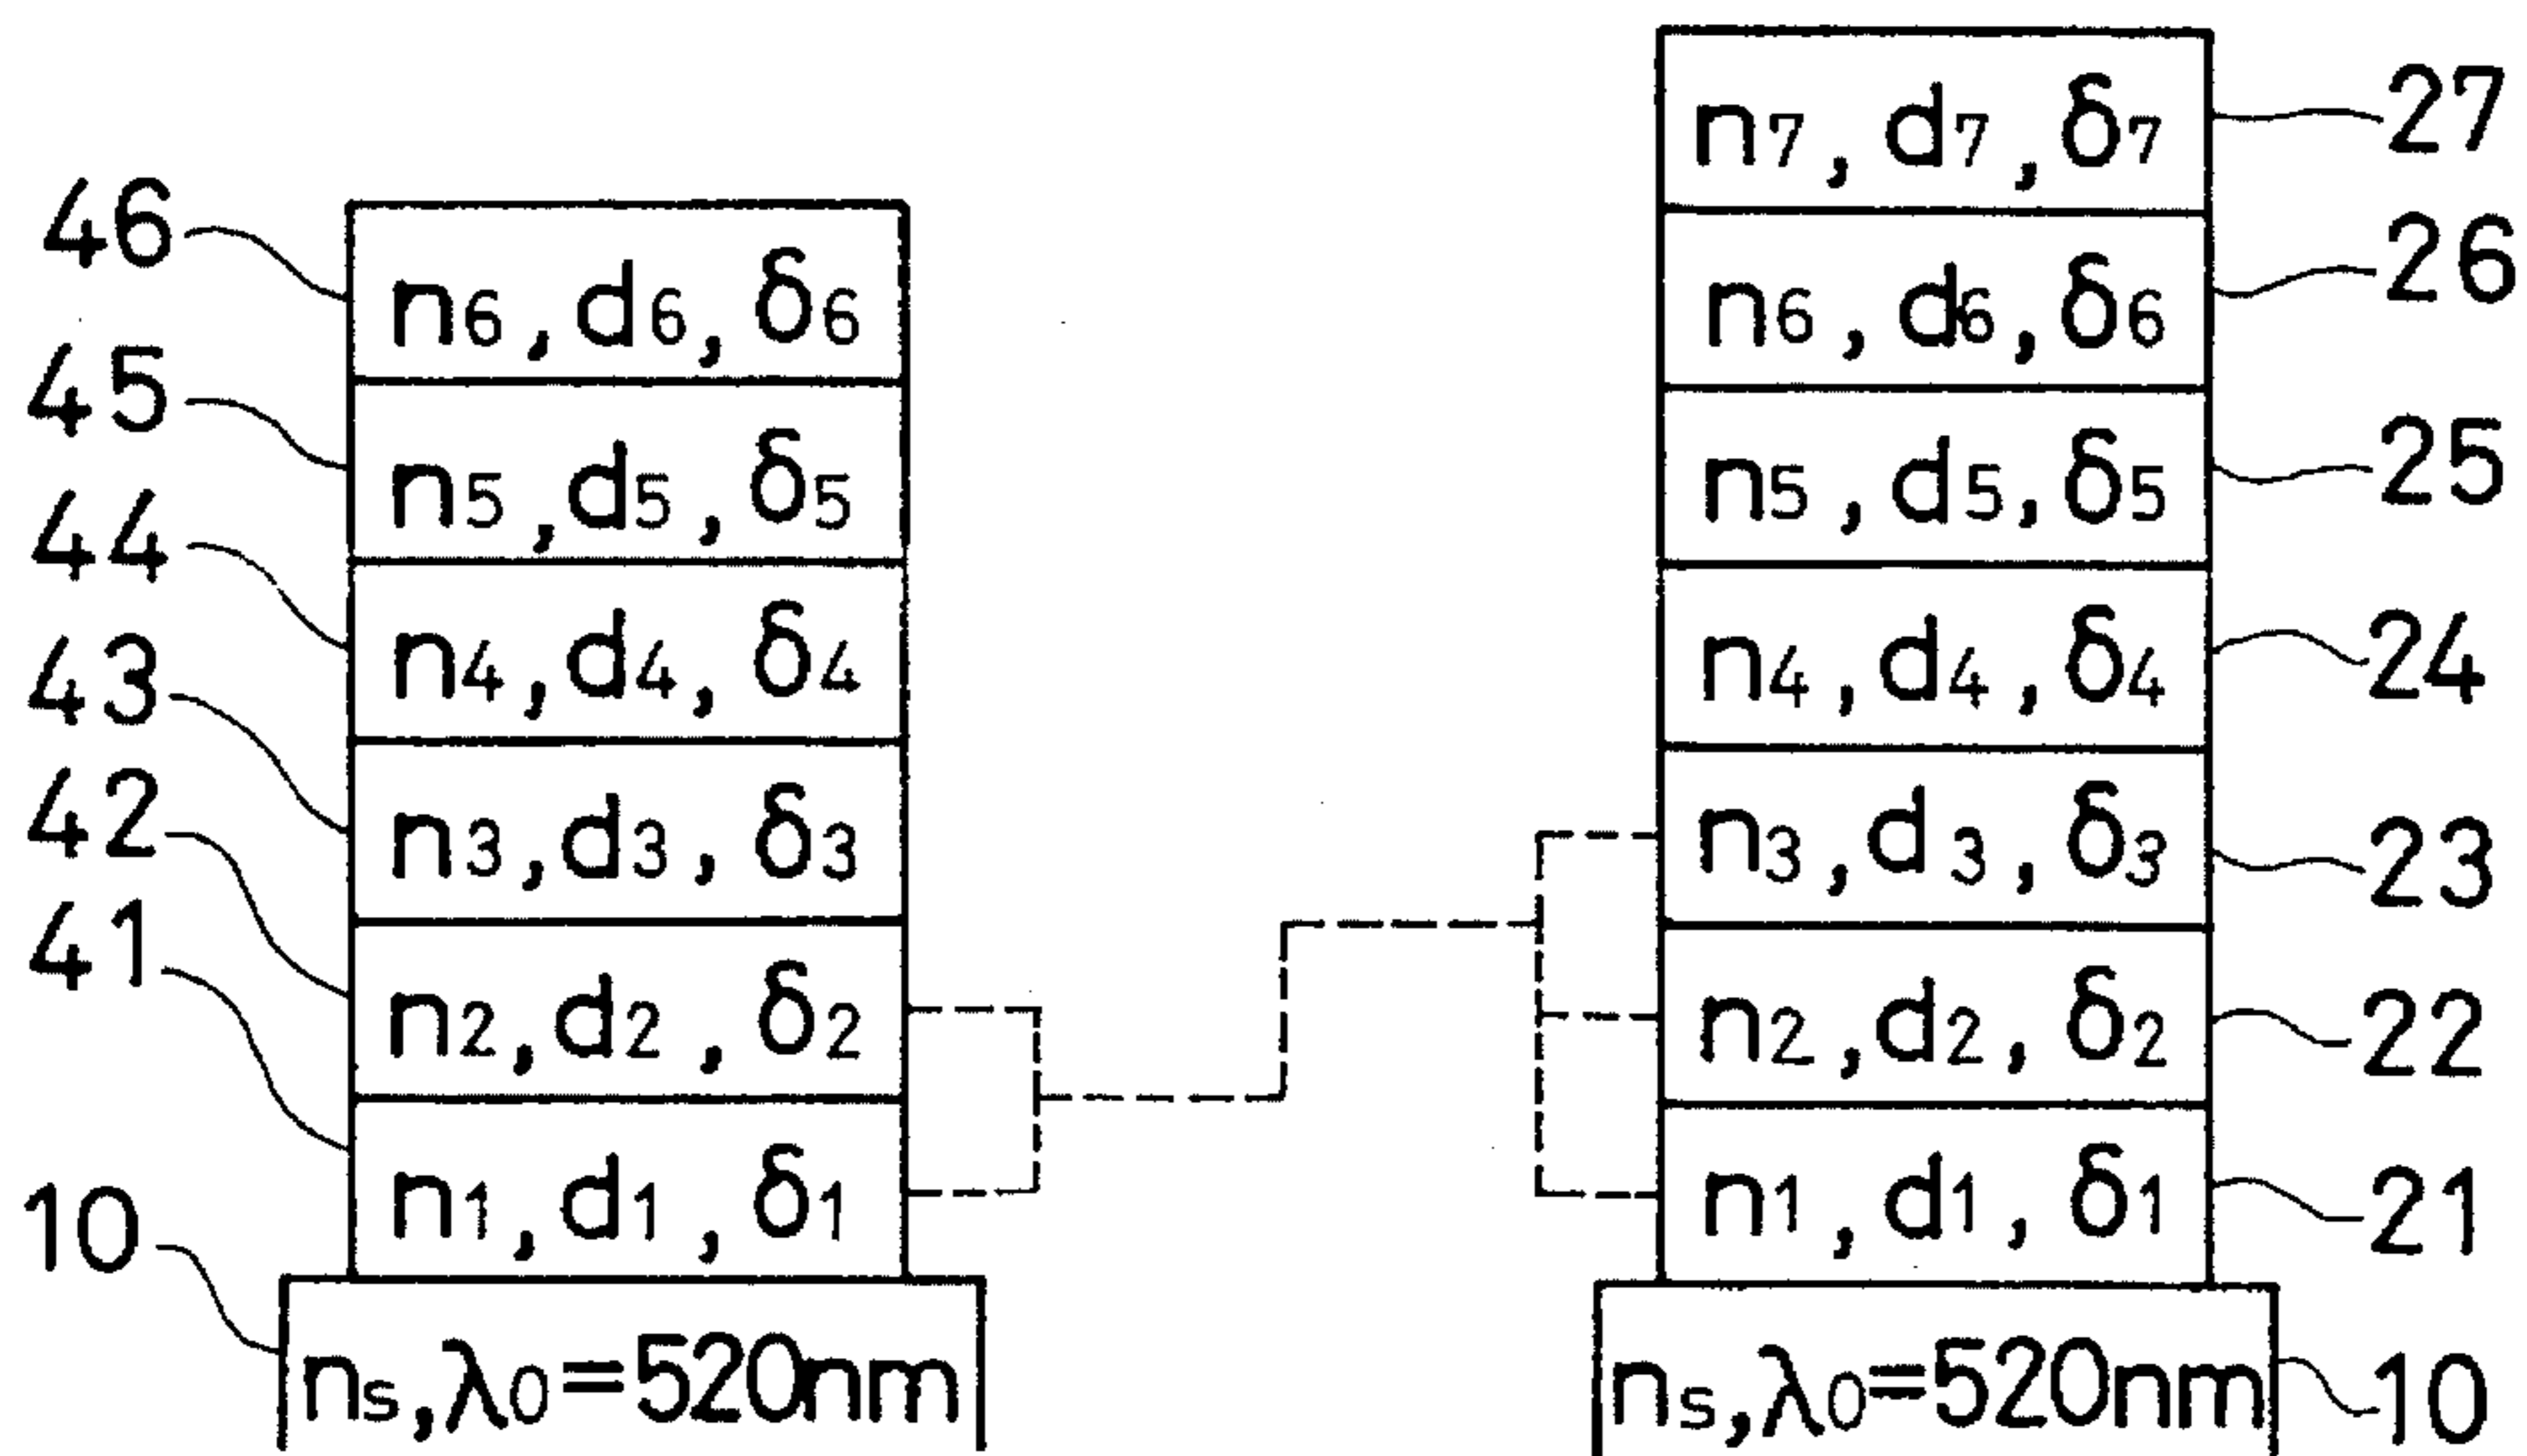 46
n6, d6, δ6
45
n5, d5, δ5
44
n4, d4, δ4
43
n3, d3, δ3
42
n2, d2, δ2
41
n1, d1, δ1
10
ns, λ0=520nm
n7, d7, δ7
27
n6, d6, δ6
26
n5, d5, δ5
25
n4, d4, δ4
24
n3, d3, δ3
23
n2, d2, δ2
22
n1, d1, δ1
21
ns, λ0=520nm
10